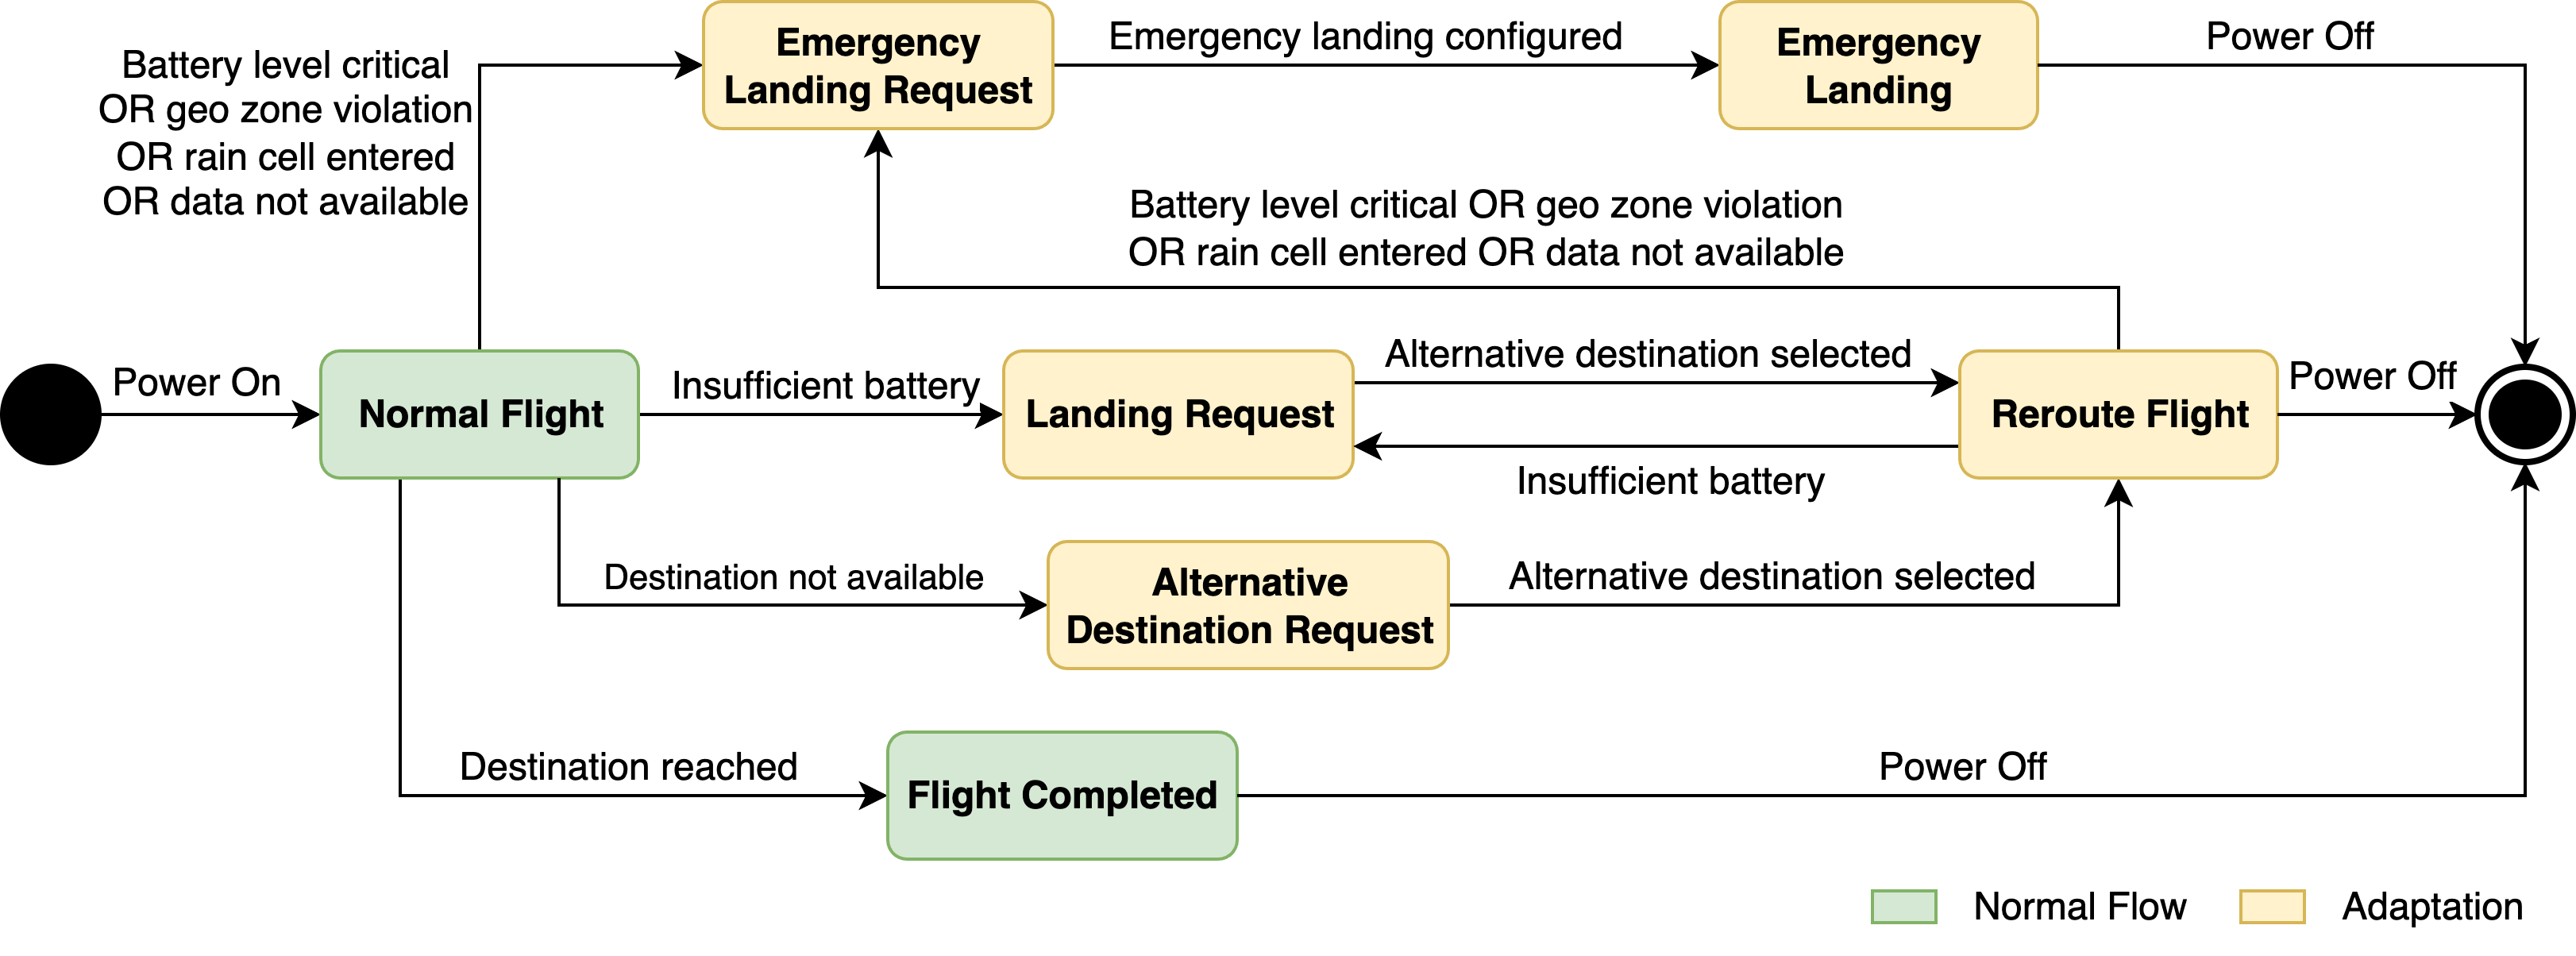 Emergency
Landing Request
Emergency landing configured
Emergency
Landing
Power Off
Battery level critical
OR geo zone violation
OR rain cell entered
OR data not available
Battery level critical OR geo zone violation
OR rain cell entered OR data not available
Power On
Normal Flight
Insufficient battery
Landing Request
Alternative destination selected
Insufficient battery
Reroute Flight
Power Off
Destination not available
Alternative
Destination Request
Alternative destination selected
Destination reached
Flight Completed
Power Off
Normal Flow
Adaptation